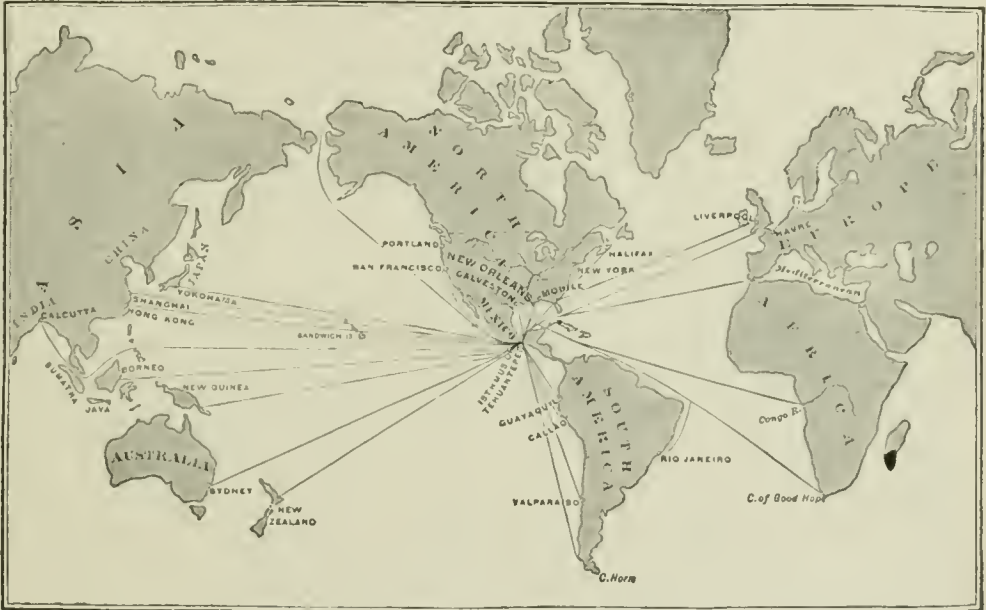 ASIA
CHINA
JAPAN
INDIA
CALCUTTA
YOKOHAMA
SHANGHAI
HONG KONG
SANDWICH IS
BORNEO
SUMATRA
JAVA
NEW GUINEA
AUSTRALIA
SYDNEY
NEW
ZEALAND
NORTH
AMERICA
PORTLAND
SAN FRANCISCO
NEW ORLEANS
GALVESTON
MOBILE
HALIFAX
NEW YORK
MEXICO
ISTHMUS OF
TEHUANTEPEC
GUAYAQUIL
CALLAO
VALPARAISO
SOUTH
AMERICA
RIO JANEIRO
C. Horn
LIVERPOOL
HAVRE
EUROPE
Mediterranean
AFRICA
Congo R.
C. of Good Hope